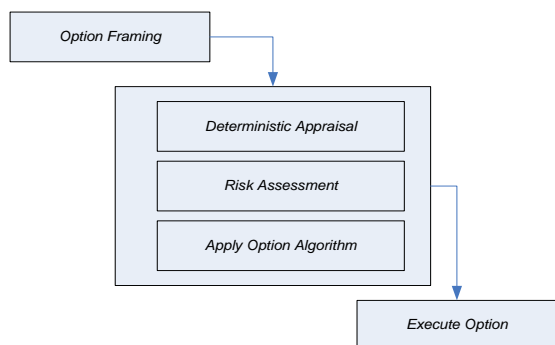 Option Framing
Deterministic Appraisal
Risk Assessment
Apply Option Algorithm
Execute Option